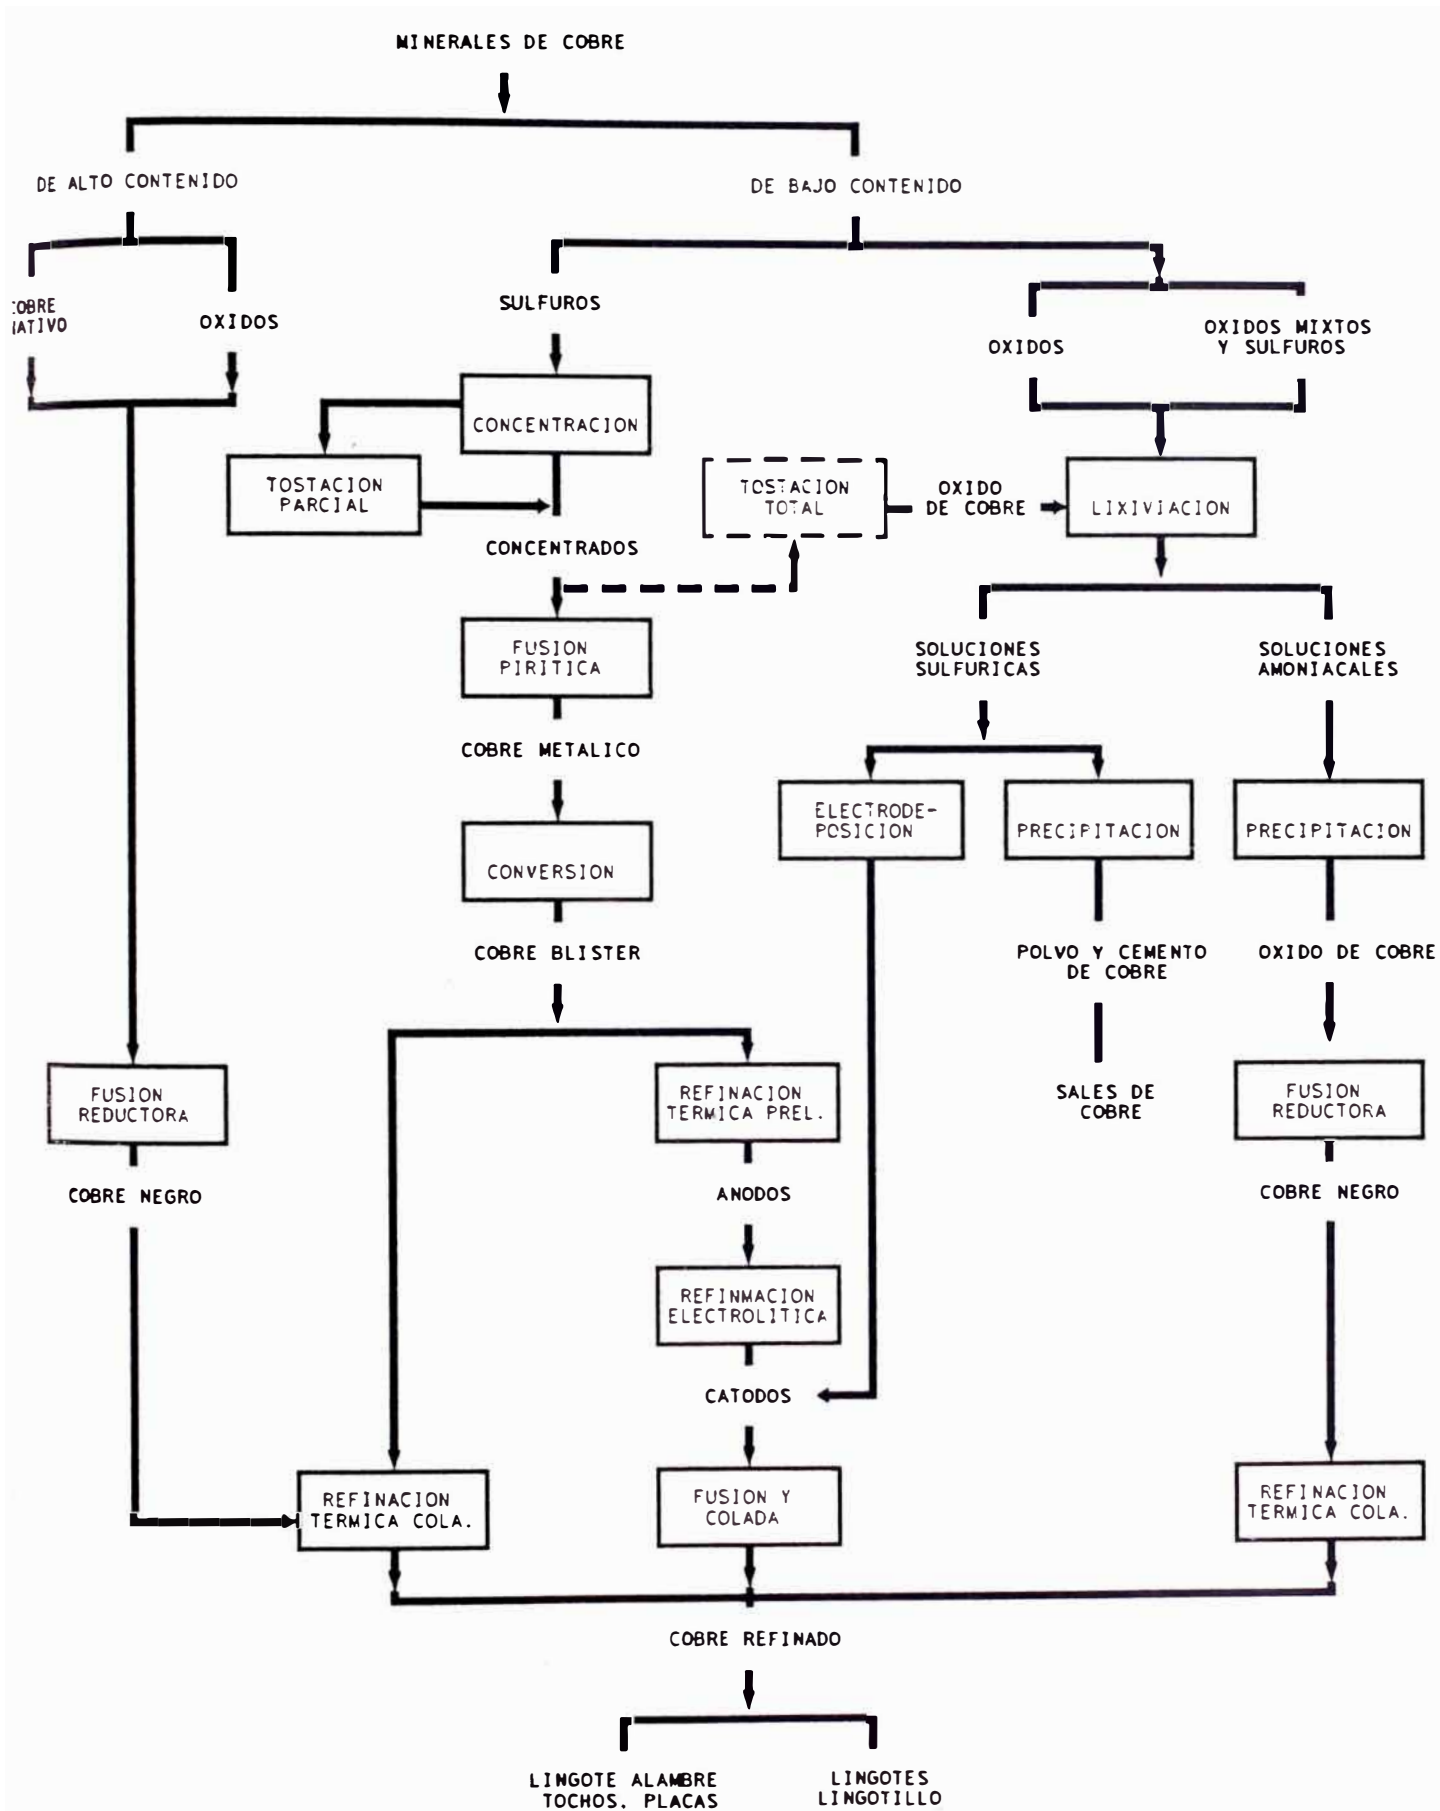 MINERALES DE COBRE
DE ALTO CONTENIDO
DE BAJO CONTENIDO
COBRE
NATIVO
OXIDOS
SULFUROS
OXIDOS
OXIDOS MIXTOS
Y SULFUROS
CONCENTRACION
TOSTACION
PARCIAL
TOSTACION
TOTAL
OXIDO
DE COBRE
LIXIVIACION
CONCENTRADOS
FUSION
PIRITICA
SOLUCIONES
SULFURICAS
SOLUCIONES
AMONIACALES
COBRE METALICO
ELECTRODE-
POSICION
PRECIPITACION
PRECIPITACION
CONVERSION
COBRE BLISTER
POLVO Y CEMENTO
DE COBRE
OXIDO DE COBRE
FUSION
REDUCTORA
REFINACION
TERMICA PREL.
SALES DE
COBRE
FUSION
REDUCTORA
COBRE NEGRO
ANODOS
COBRE NEGRO
REFINMACION
ELECTROLITICA
CATODOS
REFINACION
TERMICA COLA.
FUSION Y
COLADA
REFINACION
TERMICA COLA.
COBRE REFINADO
LINGOTE ALAMBRE
TOCHOS. PLACAS
LINGOTES
LINGOTILLO